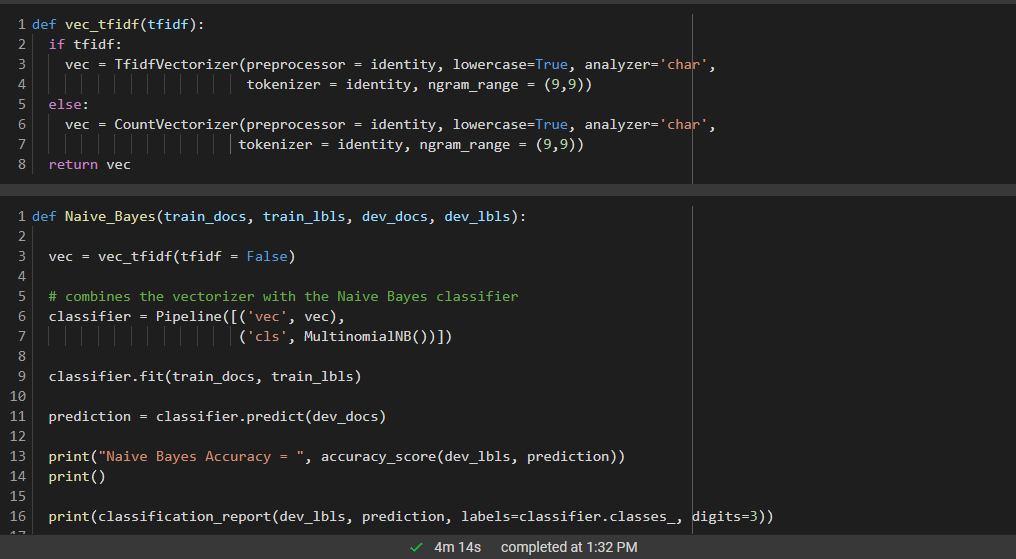 1 def vec_tfidf(tfidf):
2   if tfidf:
3     vec = TfidfVectorizer(preprocessor = identity, lowercase=True, analyzer='char',
4                           tokenizer = identity, ngram_range = (9,9))
5   else:
6     vec = CountVectorizer(preprocessor = identity, lowercase=True, analyzer='char',
7                          tokenizer = identity, ngram_range = (9,9))
8   return vec
1 def Naive_Bayes(train_docs, train_lbls, dev_docs, dev_lbls):
2
3   vec = vec_tfidf(tfidf = False)
4
5   # combines the vectorizer with the Naive Bayes classifier
6   classifier = Pipeline([('vec', vec),
7                          ('cls', MultinomialNB())])
8
9   classifier.fit(train_docs, train_lbls)
10
11   prediction = classifier.predict(dev_docs)
12
13   print("Naive Bayes Accuracy = ", accuracy_score(dev_lbls, prediction))
14   print()
15
16   print(classification_report(dev_lbls, prediction, labels=classifier.classes_, digits=3))
17
4m 14s completed at 1:32 PM